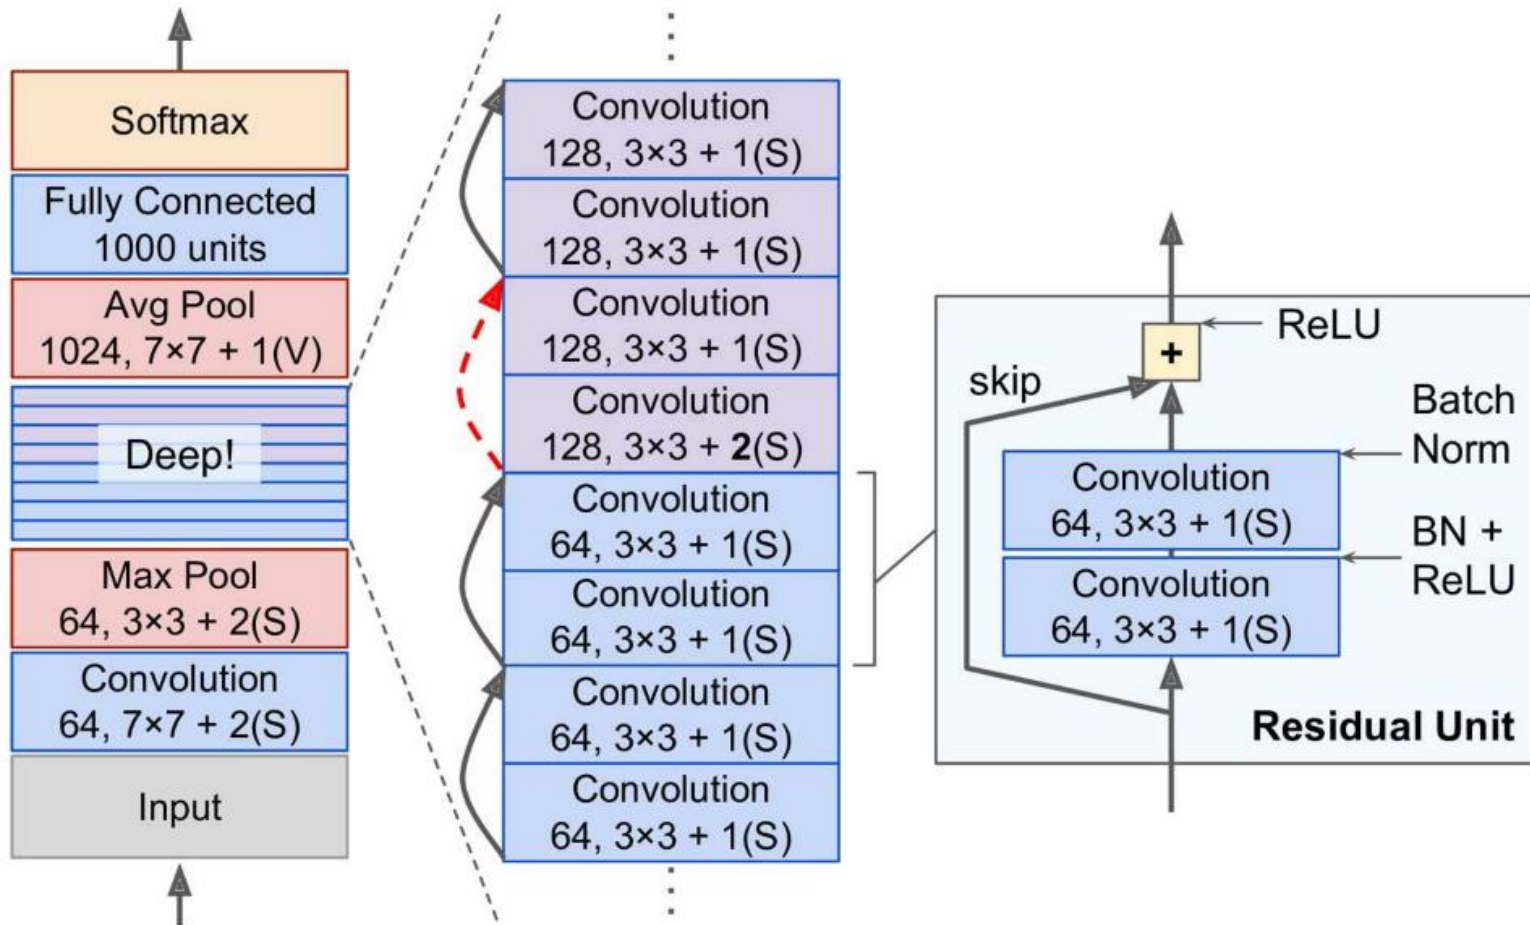 Softmax
Fully Connected
1000 units
Avg Pool
1024, 7×7 + 1(V)
Deep!
Max Pool
64, 3×3 + 2(S)
Convolution
64, 7×7 + 2(S)
Input
Convolution
128, 3×3 + 1(S)
Convolution
128, 3×3 + 1(S)
Convolution
128, 3×3 + 1(S)
Convolution
128, 3×3 + 2(S)
Convolution
64, 3×3 + 1(S)
Convolution
64, 3×3 + 1(S)
Convolution
64, 3×3 + 1(S)
Convolution
64, 3×3 + 1(S)
+
ReLU
skip
Batch
Norm
Convolution
64, 3×3 + 1(S)
BN +
ReLU
Convolution
64, 3×3 + 1(S)
Residual Unit